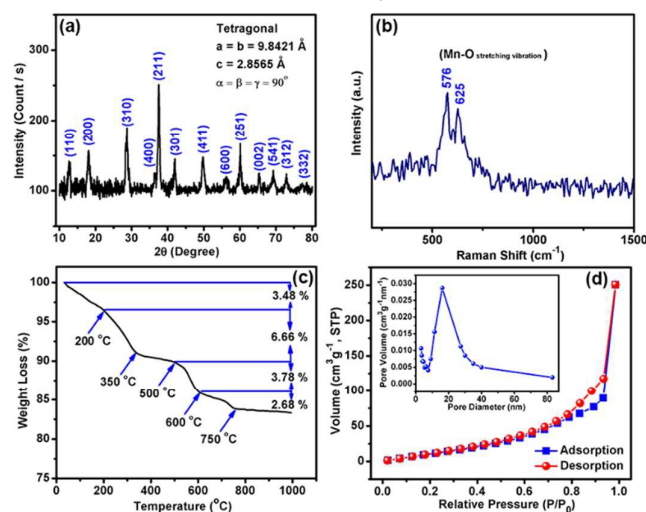 (a)
Tetragonal
a = b = 9.8421 Å
c = 2.8565 Å
α = β = γ = 90°
(110)
(200)
(310)
(400)
(211)
(301)
(411)
(600)
(251)
(002)
(541)
(312)
(332)
300
250
200
150
100
10 20 30 40 50 60 70 80
Intensity (Count / s)
2θ (Degree)
(b)
(Mn-O stretching vibration)
576
625
Intensity (a.u.)
500 1000 1500
Raman Shift (cm-1)
(c)
100
95
90
85
80
75
3.48 %
6.66 %
3.78 %
2.68 %
200 °C
350 °C
500 °C
600 °C
750 °C
0 200 400 600 800 1000
Weight Loss (%)
Temperature (°C)
(d)
250
200
150
100
50
0
Volume (cm3g-1, STP)
0.030
0.025
0.020
0.015
0.010
0.005
0.000
Pore Volume (cm3g-1nm-1)
0 20 40 60 80
Pore Diameter (nm)
Adsorption
Desorption
0.0 0.2 0.4 0.6 0.8 1.0
Relative Pressure (P/P0)